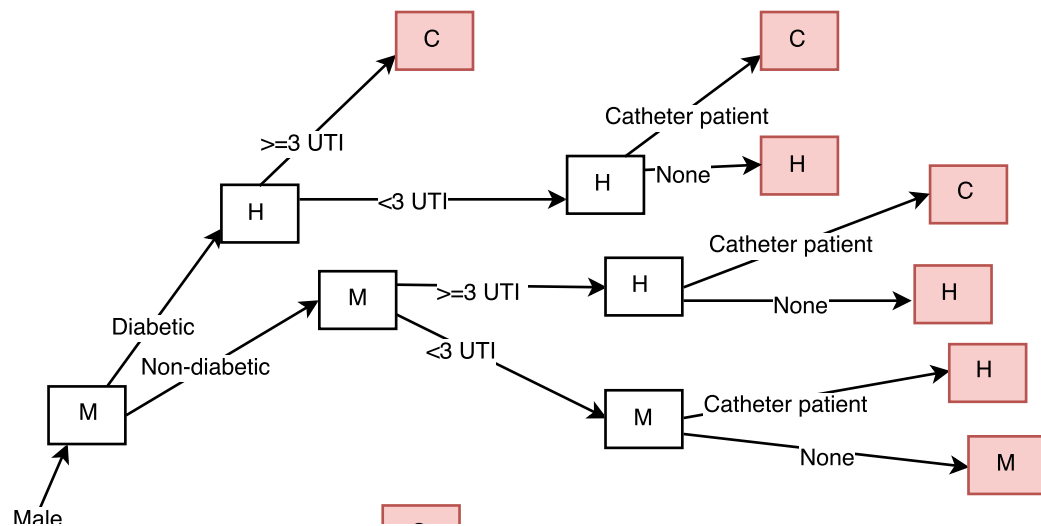 C
C
Catheter patient
>=3 UTI
H
None
H
<3 UTI
H
C
Catheter patient
H
>=3 UTI
H
None
M
Diabetic
<3 UTI
Non-diabetic
H
Catheter patient
M
M
None
M
Male